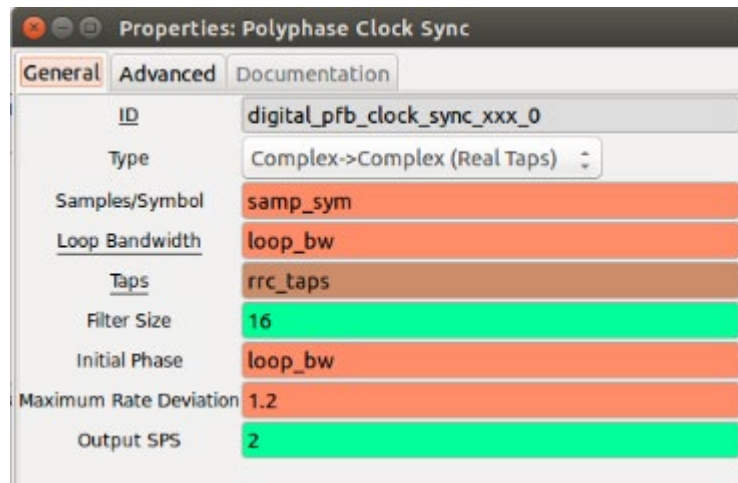 Properties: Polyphase Clock Sync
General Advanced Documentation
ID digital_pfb_clock_sync_xxx_0
Type Complex->Complex (Real Taps)
Samples/Symbol samp_sym
Loop Bandwidth loop_bw
Taps rrc_taps
Filter Size 16
Initial Phase loop_bw
Maximum Rate Deviation 1.2
Output SPS 2